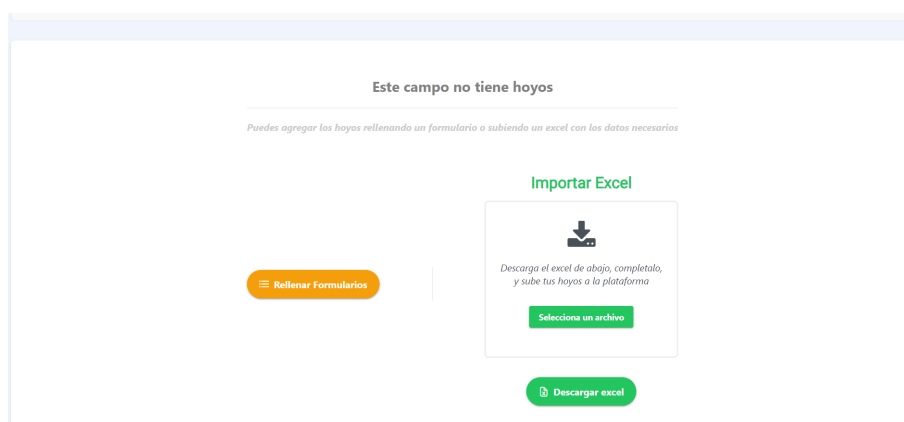 Este campo no tiene hoyos
Puedes agregar los hoyos rellenando un formulario o subiendo un excel con los datos necesarios
Importar Excel
Descarga el excel de abajo, completalo,
y sube tus hoyos a la plataforma
Rellenar Formularios
Selecciona un archivo
Descargar excel